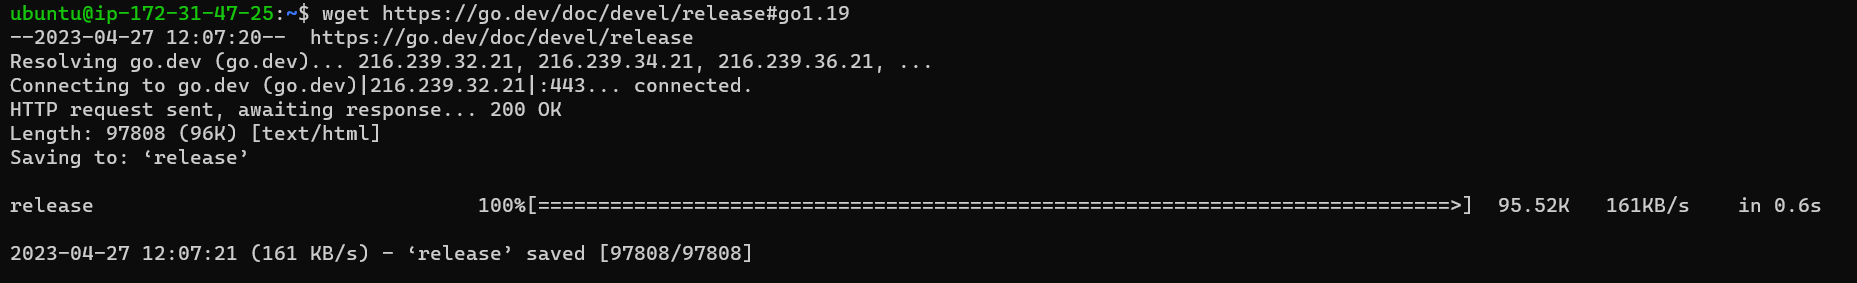 ubuntu@ip-172-31-47-25:~$ wget https://go.dev/doc/devel/release#go1.19
--2023-04-27 12:07:20--  https://go.dev/doc/devel/release
Resolving go.dev (go.dev)... 216.239.32.21, 216.239.34.21, 216.239.36.21, ...
Connecting to go.dev (go.dev)|216.239.32.21|:443... connected.
HTTP request sent, awaiting response... 200 OK
Length: 97808 (96K) [text/html]
Saving to: ‘release’
release                                100%[============================================================================>]  95.52K   161KB/s    in 0.6s
2023-04-27 12:07:21 (161 KB/s) - ‘release’ saved [97808/97808]